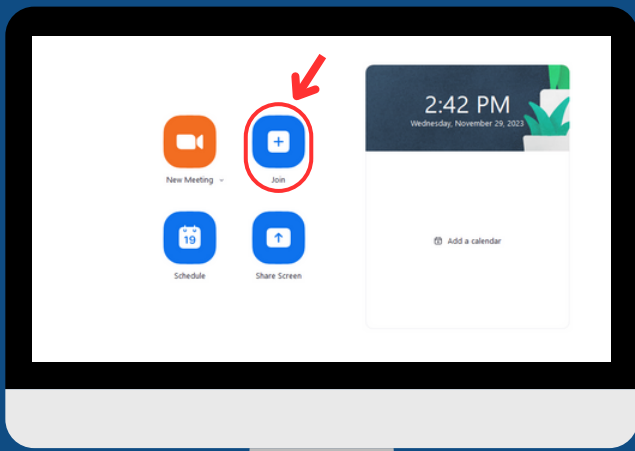 New Meeting
Join
19
Schedule
Share Screen
2:42 PM
Wednesday, November 29, 2023
Add a calendar